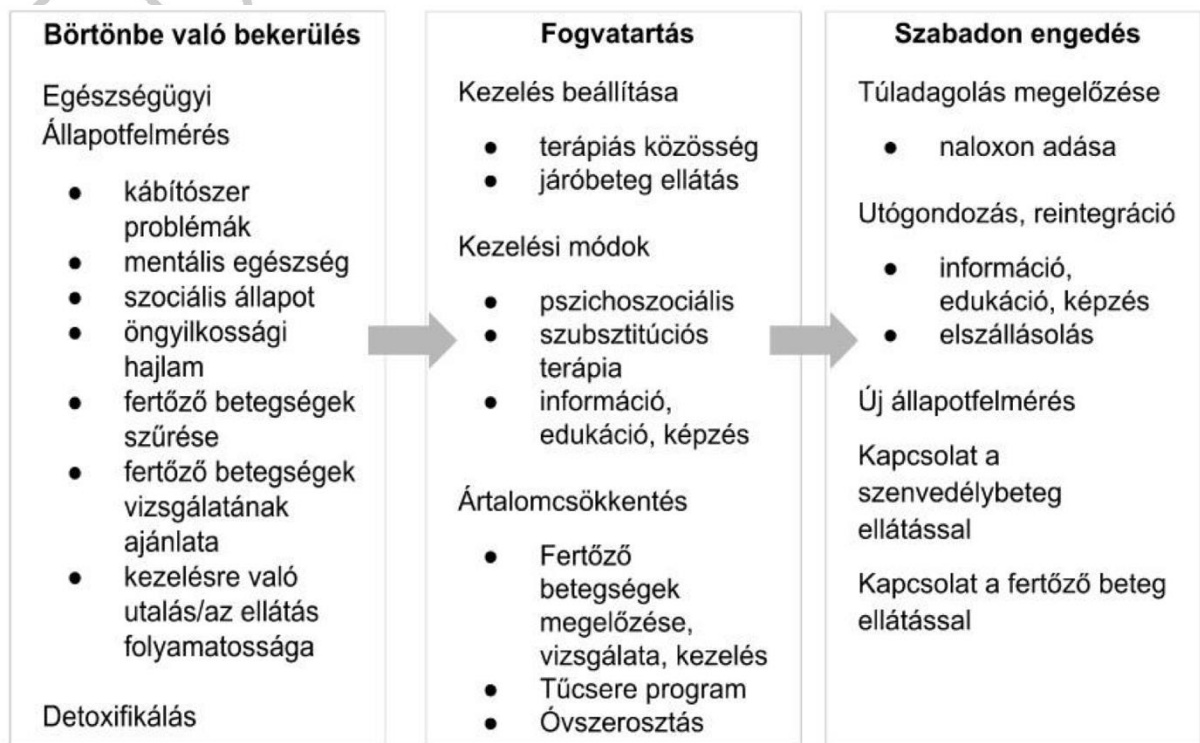 Börtönbe való bekerülés
Egészségügyi
Állapotfelmérés
● kábítószer
problémák
● mentális egészség
● szociális állapot
● öngyilkossági
hajlam
● fertőző betegségek
szűrése
● fertőző betegségek
vizsgálatának
ajánlata
● kezelésre való
utalás/az ellátás
folyamatossága
Detoxifikálás
Fogvatartás
Kezelés beállítása
● terápiás közösség
● járóbeteg ellátás
Kezelési módok
● pszichoszociális
● szubsztitúciós
terápia
● információ,
edukáció, képzés
Ártalomcsökkentés
● Fertőző
betegségek
megelőzése,
vizsgálata, kezelés
● Tűcsere program
● Óvszerosztás
Szabadon engedés
Túladagolás megelőzése
● naloxon adása
Utógondozás, reintegráció
● információ,
edukáció, képzés
● elszállásolás
Új állapotfelmérés
Kapcsolat a
szenvedélybeteg
ellátással
Kapcsolat a fertőző beteg
ellátással